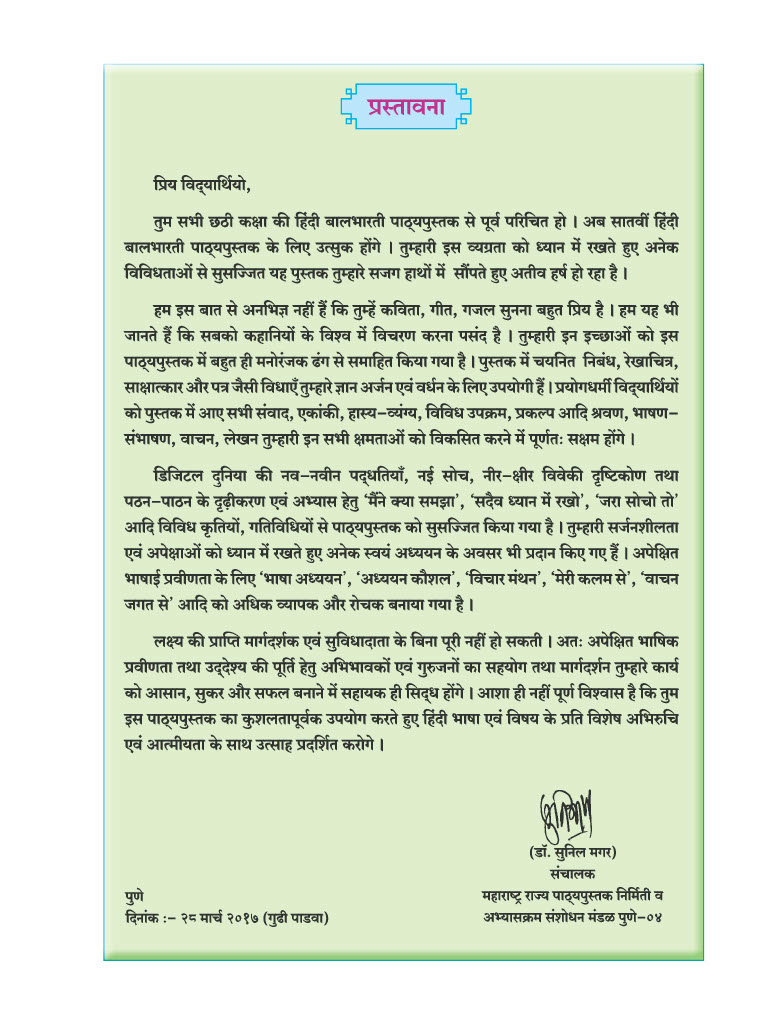 प्रस्तावना
प्रिय विद्‌यार्थियो,
तुम सभी छठी कक्षा की हिंदी बालभारती पाठ्‌यपुस्तक से पूर्व परिचित हो । अब सातवीं हिंदी
बालभारती पाठ्‌यपुस्तक के लिए उत्सुक होंगे । तुम्हारी इस व्यग्रता को ध्यान में रखते हुए अनेक
विविधताओं से सुसज्जित यह पुस्तक तुम्हारे सजग हाथों में सौंपते हुए अतीव हर्ष हो रहा है ।
हम इस बात से अनभिज्ञ नहीं हैं कि तुम्हें कविता, गीत, गजल सुनना बहुत प्रिय है । हम यह भी
जानते हैं कि सबको कहानियों के विश्व में विचरण करना पसंद है । तुम्हारी इन इच्छाओं को इस
पाठ्‌यपुस्तक में बहुत ही मनोरंजक ढंग से समाहित किया गया है । पुस्तक में चयनित निबंध, रेखाचित्र,
साक्षात्कार और पत्र जैसी विधाएँ तुम्हारे ज्ञान अर्जन एवं वर्धन के लिए उपयोगी हैं । प्रयोगधर्मी विद्‌यार्थियों
को पुस्तक में आए सभी संवाद, एकांकी, हास्य-व्यंग्य, विविध उपक्रम, प्रकल्प आदि श्रवण, भाषण-
संभाषण, वाचन, लेखन तुम्हारी इन सभी क्षमताओं को विकसित करने में पूर्णतः सक्षम होंगे ।
डिजिटल दुनिया की नव-नवीन पद्‌धतियाँ, नई सोच, नीर-क्षीर विवेकी दृष्टिकोण तथा
पठन-पाठन के दृढ़ीकरण एवं अभ्यास हेतु ‘मैंने क्या समझा’, ‘सदैव ध्यान में रखो’, ‘जरा सोचो तो’
आदि विविध कृतियों, गतिविधियों से पाठ्‌यपुस्तक को सुसज्जित किया गया है । तुम्हारी सर्जनशीलता
एवं अपेक्षाओं को ध्यान में रखते हुए अनेक स्वयं अध्ययन के अवसर भी प्रदान किए गए हैं । अपेक्षित
भाषाई प्रवीणता के लिए ‘भाषा अध्ययन’, ‘अध्ययन कौशल’, ‘विचार मंथन’, ‘मेरी कलम से’, ‘वाचन
जगत से’ आदि को अधिक व्यापक और रोचक बनाया गया है ।
लक्ष्य की प्राप्ति मार्गदर्शक एवं सुविधादाता के बिना पूरी नहीं हो सकती । अतः अपेक्षित भाषिक
प्रवीणता तथा उद्‌देश्य की पूर्ति हेतु अभिभावकों एवं गुरुजनों का सहयोग तथा मार्गदर्शन तुम्हारे कार्य
को आसान, सुकर और सफल बनाने में सहायक ही सिद्‌ध होंगे । आशा ही नहीं पूर्ण विश्वास है कि तुम
इस पाठ्‌यपुस्तक का कुशलतापूर्वक उपयोग करते हुए हिंदी भाषा एवं विषय के प्रति विशेष अभिरुचि
एवं आत्मीयता के साथ उत्साह प्रदर्शित करोगे ।
(डॉ. सुनिल मगर)
संचालक
महाराष्ट्र राज्य पाठ्‌यपुस्तक निर्मिती व
अभ्यासक्रम संशोधन मंडळ पुणे-०४
पुणे
दिनांक :- २८ मार्च २०१७ (गुढी पाडवा)